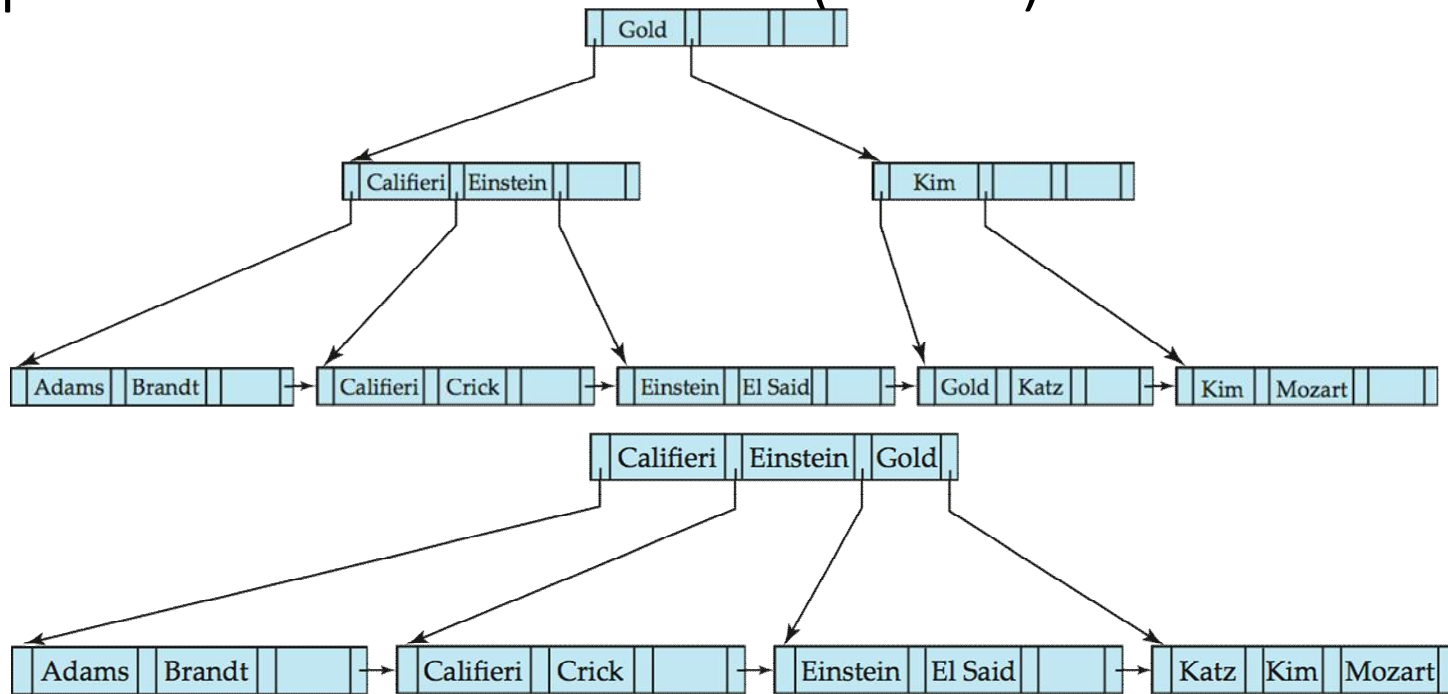 Gold
Califieri Einstein
Kim
Adams Brandt
Califieri Crick
Einstein El Said
Gold Katz
Kim Mozart
Califieri Einstein Gold
Adams Brandt
Califieri Crick
Einstein El Said
Katz Kim Mozart